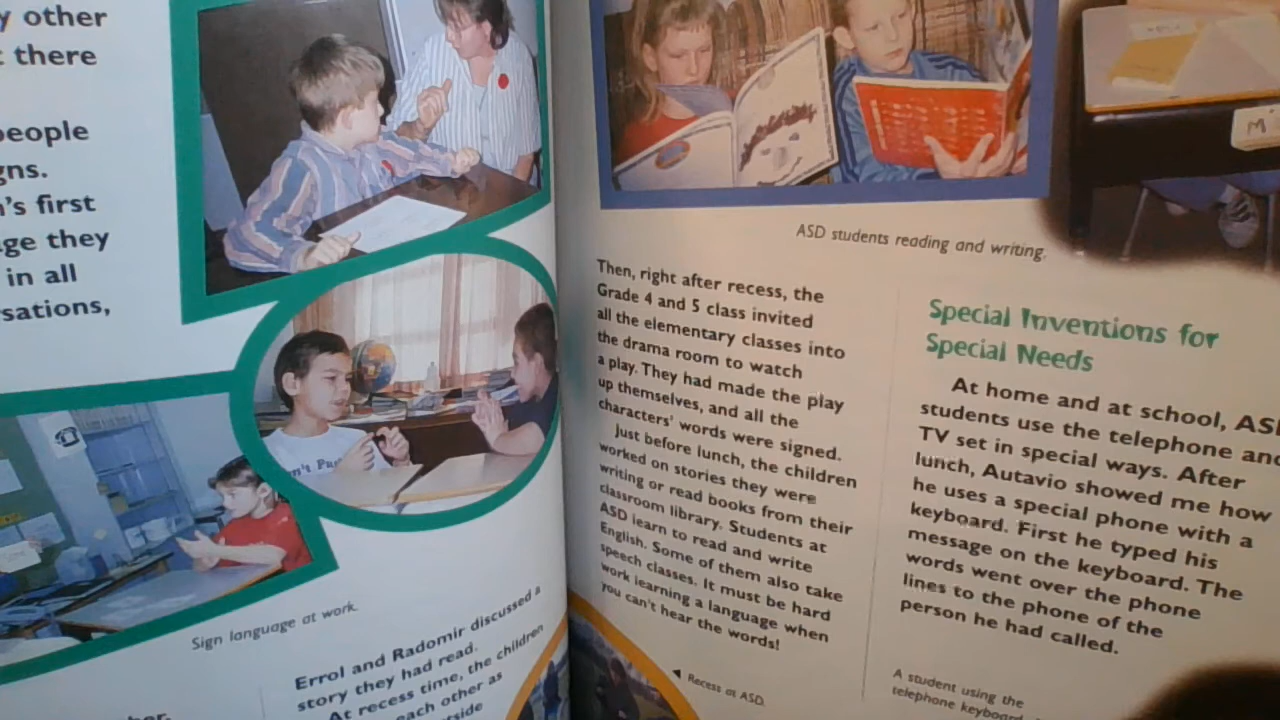 y other
there
people
gns.
n's first
age they
in all
sations,
Sign language at work.
Errol and Radomir discussed a
story they had read.
At recess time, the children
each other as
M
ASD students reading and writing.
Then, right after recess, the
Grade 4 and 5 class invited
all the elementary classes into
the drama room to watch
a play. They had made the play
up themselves, and all the
characters' words were signed.
Just before lunch, the children
worked on stories they were
writing or read books from their
classroom library. Students at
ASD learn to read and write
English. Some of them also take
speech classes. It must be hard
work learning a language when
you can't hear the words!
◄ Recess at ASD.
Special Inventions for
Special Needs
At home and at school, ASD
students use the telephone and
TV set in special ways. After
lunch, Autavio showed me how
he uses a special phone with a
keyboard. First he typed his
message on the keyboard. The
words went over the phone
lines to the phone of the
person he had called.
A student using the
telephone keyboard